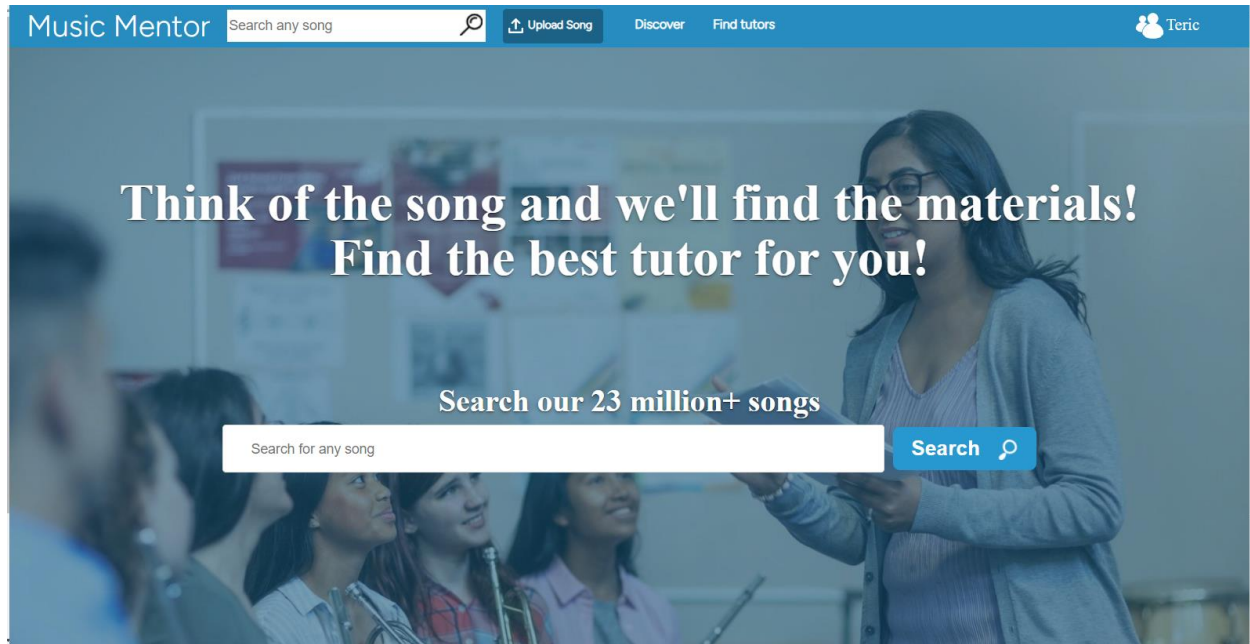 Music Mentor
Search any song
Upload Song
Discover
Find tutors
Teric
Think of the song and we'll find the materials!
Find the best tutor for you!
Search our 23 million+ songs
Search for any song
Search